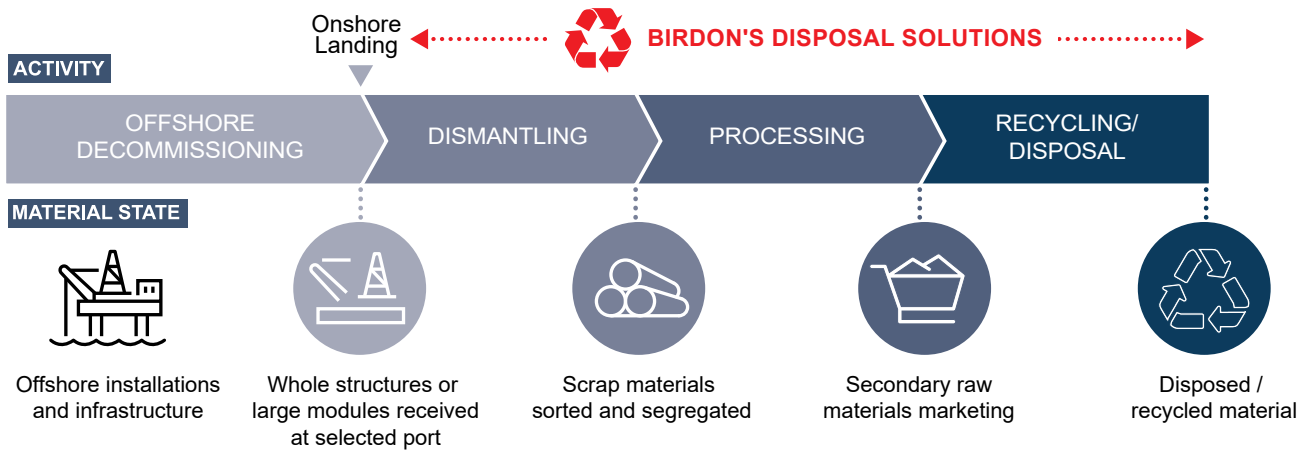 Onshore
Landing
BIRDON'S DISPOSAL SOLUTIONS
ACTIVITY
OFFSHORE
DECOMMISSIONING
DISMANTLING
PROCESSING
RECYCLING/
DISPOSAL
MATERIAL STATE
Offshore installations
and infrastructure
Whole structures or
large modules received
at selected port
Scrap materials
sorted and segregated
Secondary raw
materials marketing
Disposed /
recycled material